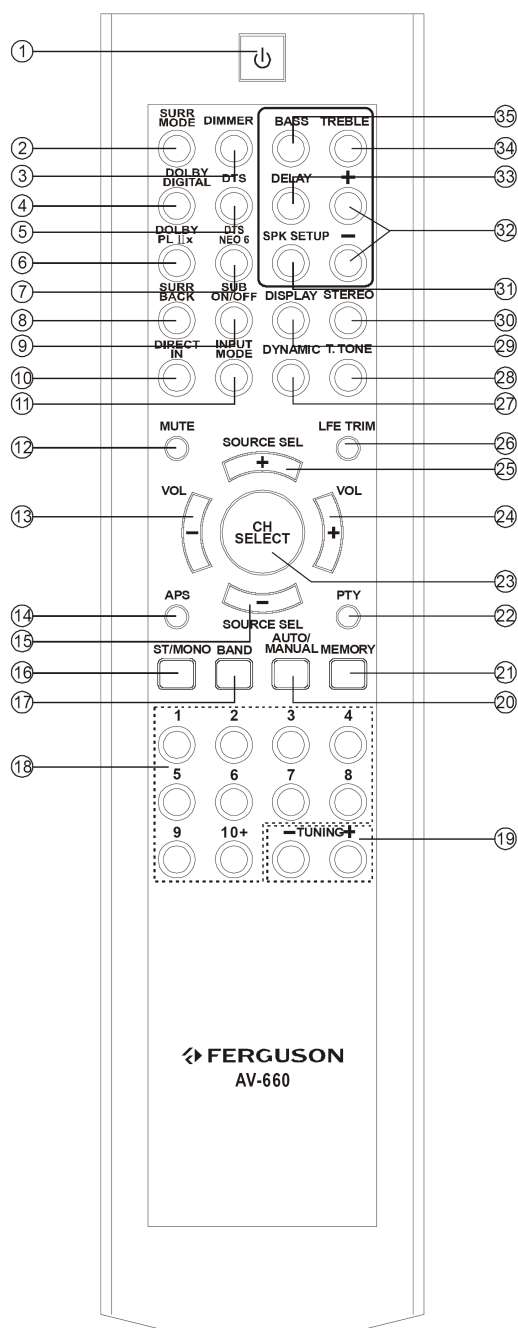 1
SURR MODE DIMMER BASS TREBLE 35
2 34
3 DOLBY DIGITAL DTS DELAY + 33
4
5 DOLBY PL IIx DTS NEO 6 SPK SETUP − 32
6
7 SURR BACK SUB ON/OFF DISPLAY STEREO 31
8 30
9 DIRECT IN INPUT MODE DYNAMIC T. TONE 29
10 28
11 27
MUTE LFE TRIM
12 SOURCE SEL 26
+ 25
VOL VOL
13 24
− CH SELECT +
23
APS − PTY
14 22
15 SOURCE SEL
ST/MONO BAND AUTO/MANUAL MEMORY
16 21
17 20
1 2 3 4
18
5 6 7 8
9 10+ − TUNING + 19
FERGUSON
AV-660